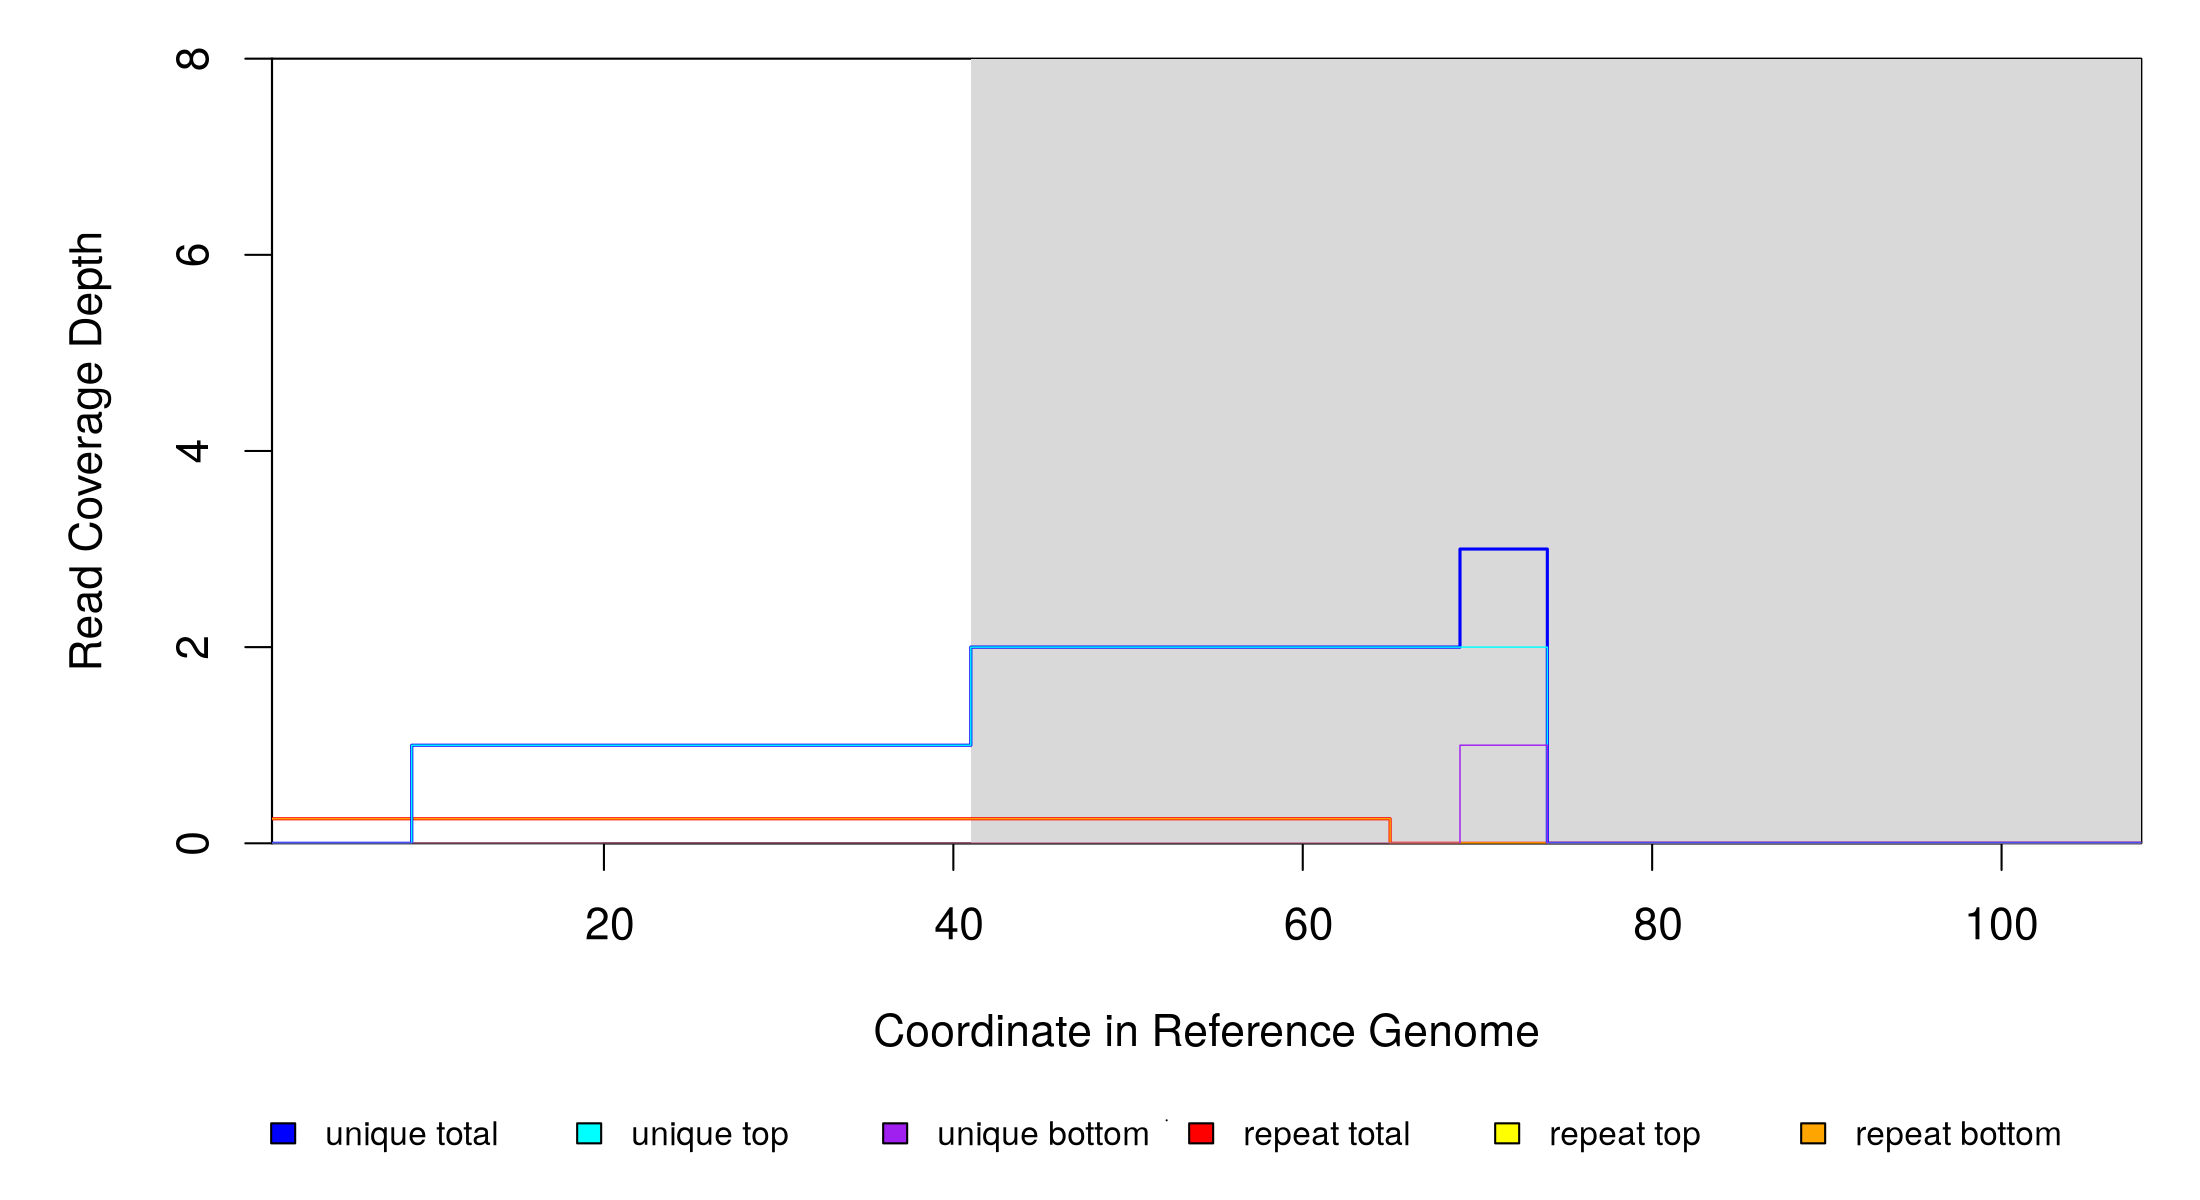 Read Coverage Depth
8
6
4
2
0
20 40 60 80 100
Coordinate in Reference Genome
unique total unique top unique bottom repeat total repeat top repeat bottom